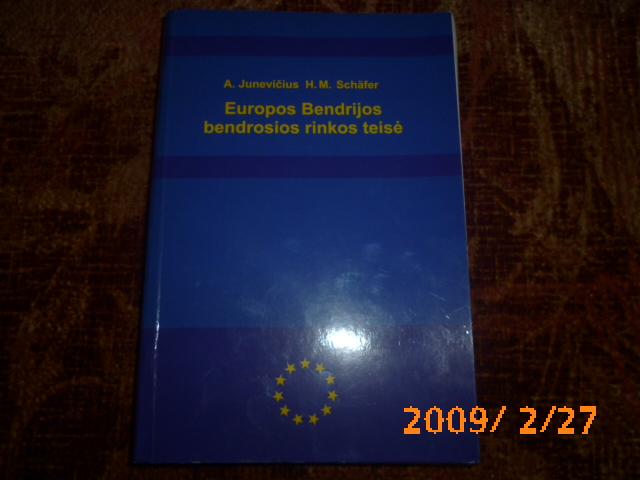 A. Junevičius H. M. Schäfer
Europos Bendrijos
bendrosios rinkos teisė
2009/ 2/27